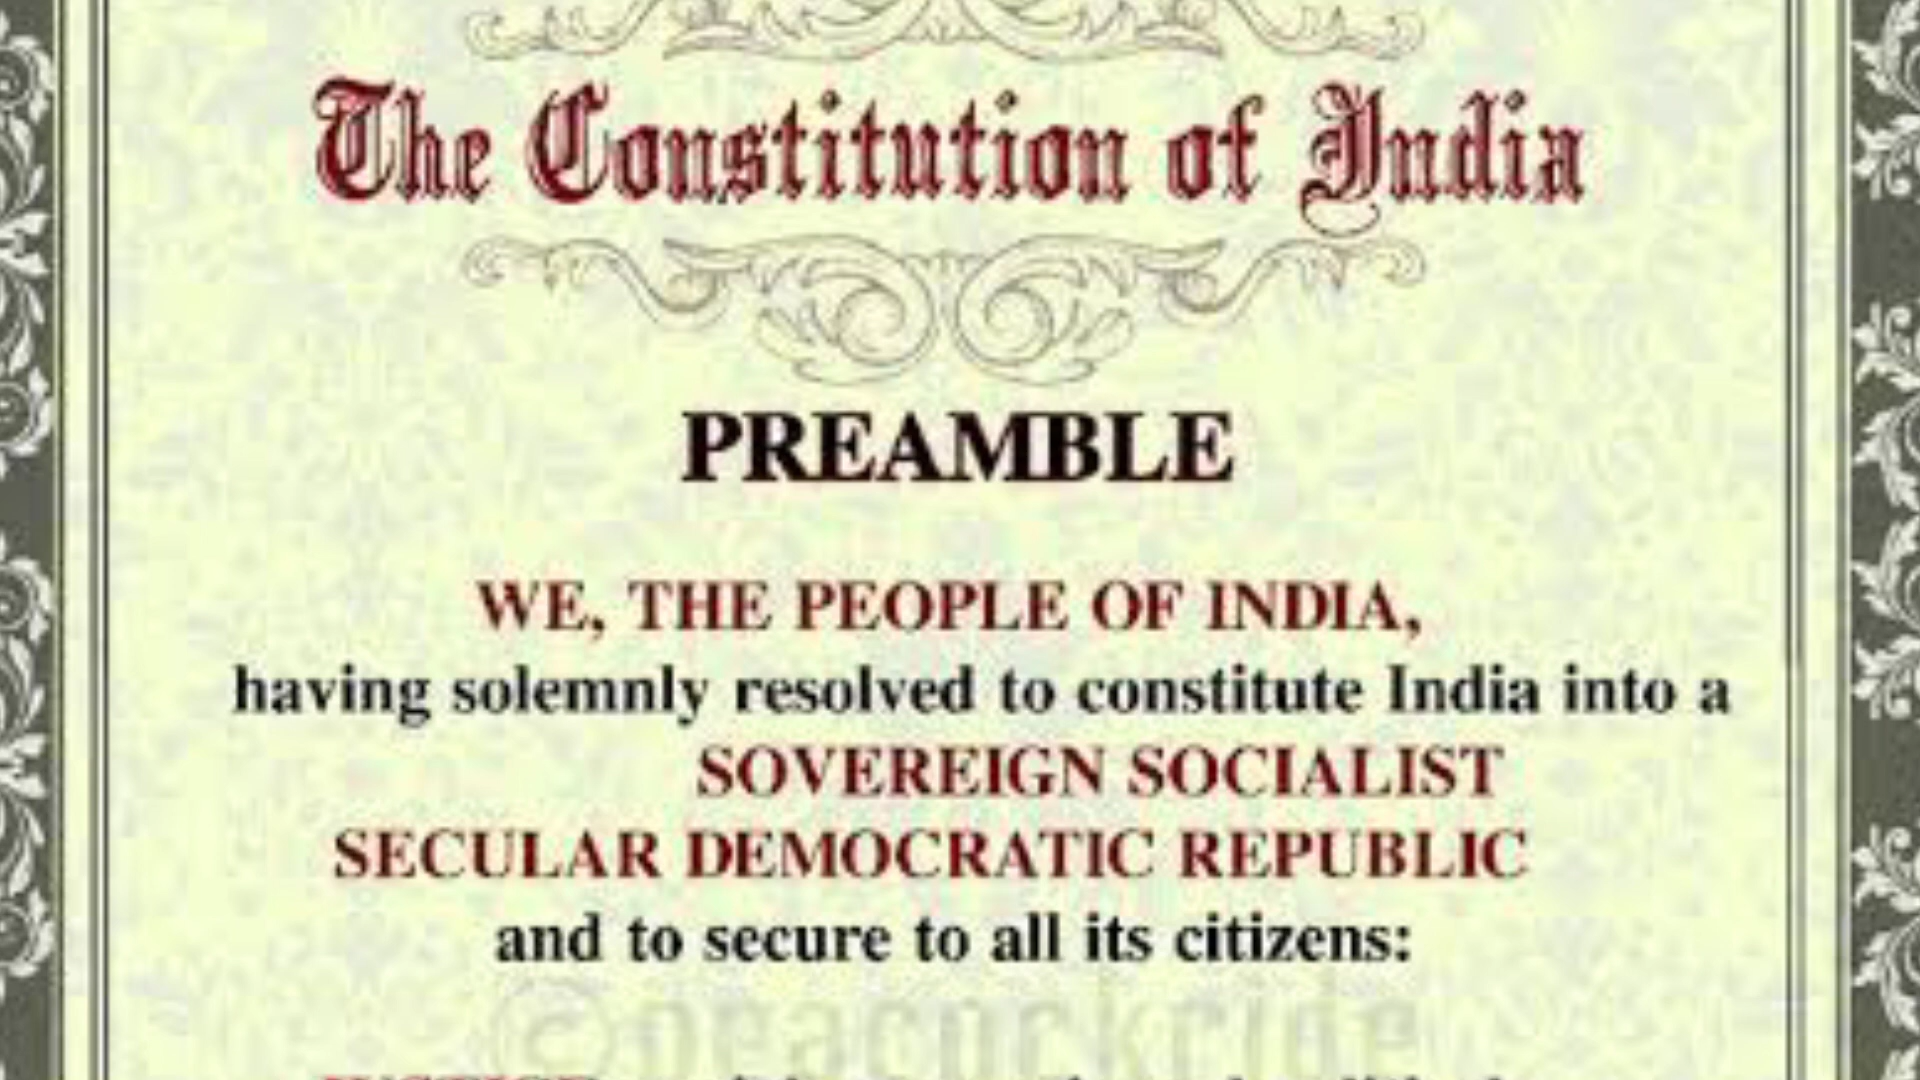 The Constitution of India
PREAMBLE
WE, THE PEOPLE OF INDIA,
having solemnly resolved to constitute India into a
SOVEREIGN SOCIALIST
SECULAR DEMOCRATIC REPUBLIC
and to secure to all its citizens:
©peacockride